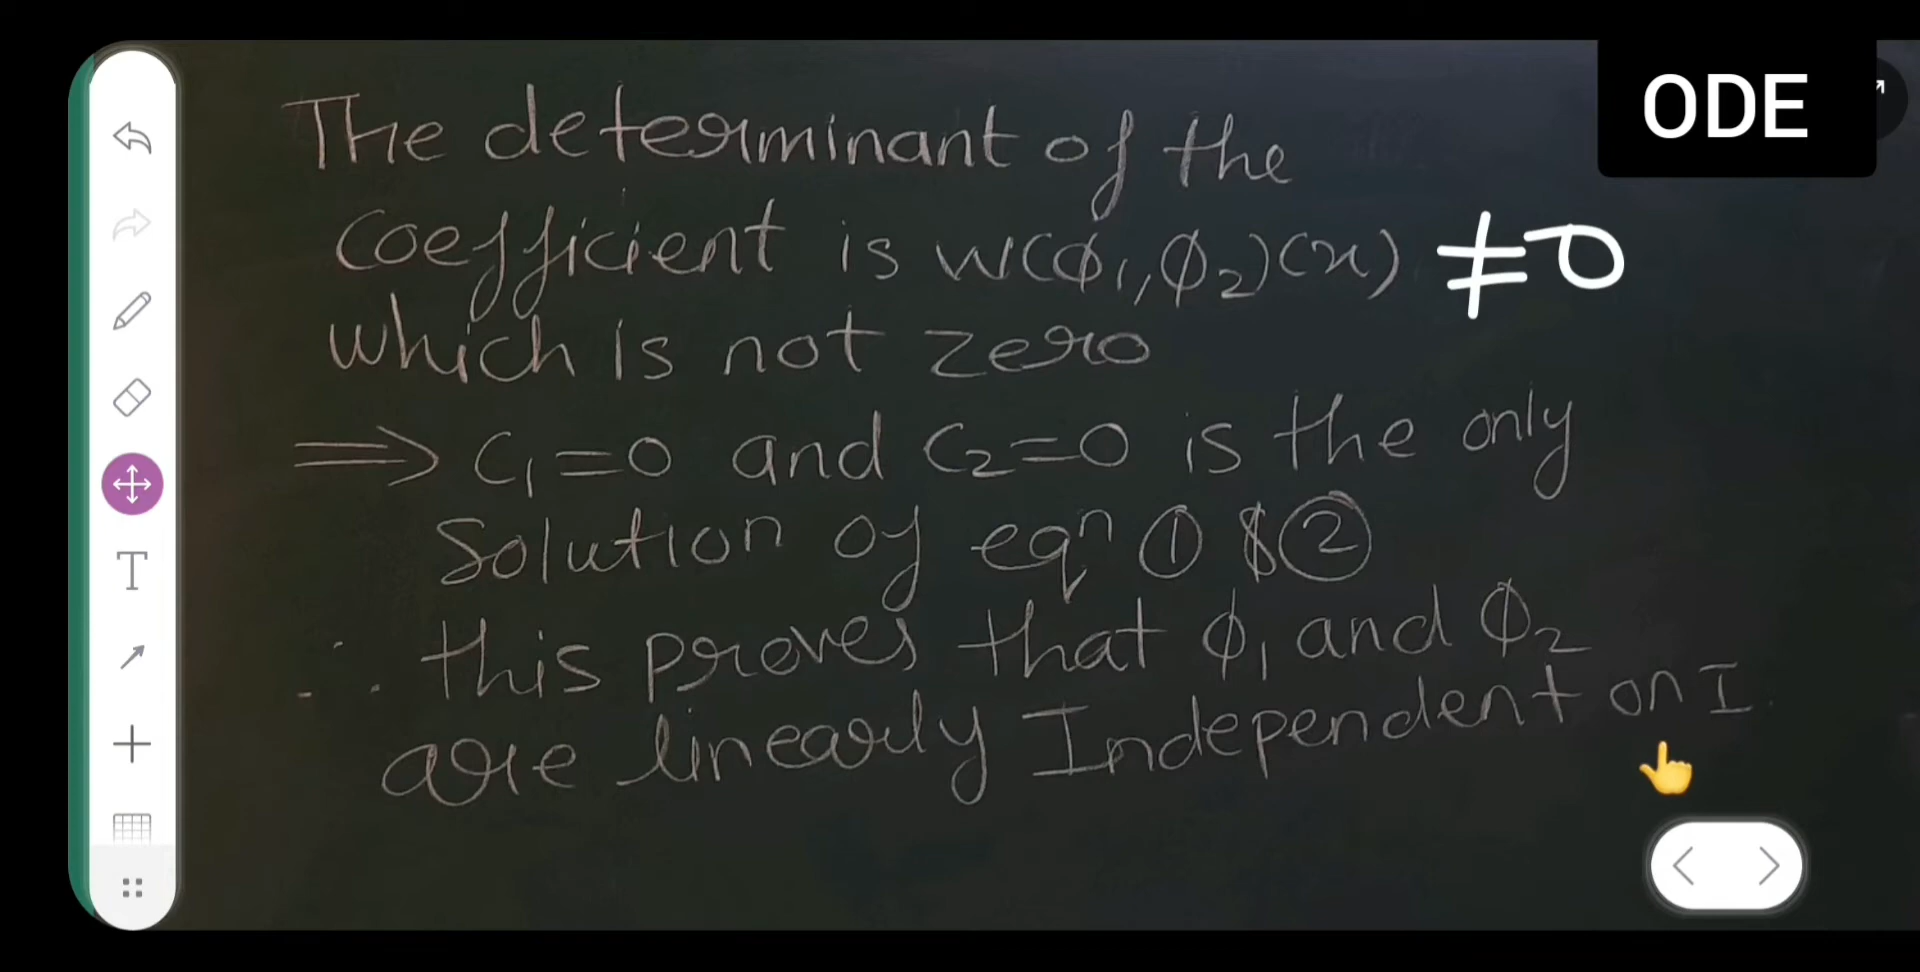 ODE
The determinant of the
coefficient is W(ϕ₁,ϕ₂)(x) ≠0
which is not zero
⟹ C₁=0 and C₂=0 is the only
Solution of eqⁿ ① & ②
∴ this proves that ϕ₁ and ϕ₂
are linearly Independent on I.
T